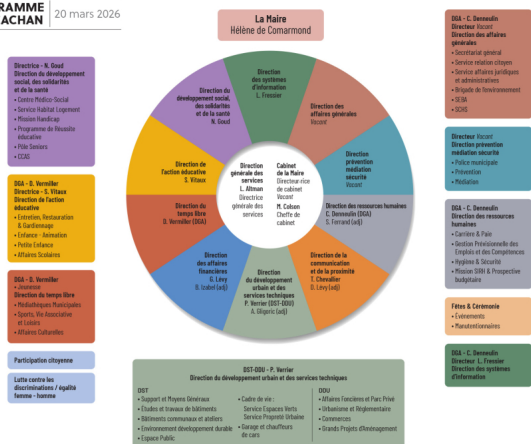 RAMME
ACHAN
20 mars 2026
La Maire
Hélène de Comarmond
Directrice - N. Goud
Direction du développement
social, des solidarités
et de la santé
• Centre Médico-Social
• Service Habitat Logement
• Mission Handicap
• Programme de Réussite
éducative
• Pôle Seniors
• CCAS
DGA - D. Vermiller
Directrice - S. Vitaux
Direction de l'action
éducative
• Entretien, Restauration
& Gardiennage
• Enfance - Animation
• Petite Enfance
• Affaires Scolaires
DGA - D. Vermiller
• Jeunesse
Direction du temps libre
• Médiathèques Municipales
• Sports, Vie Associative
et Loisirs
• Affaires Culturelles
Participation citoyenne
Lutte contre les
discriminations / égalité
femme - homme
Direction
des systèmes
d'information
L. Fressier
Direction des
affaires générales
Vacant
Direction
prévention
médiation
sécurité
Vacant
Direction des ressources humaines
C. Denneulin (DGA)
S. Ferrand (adj)
Direction de la
communication
et de la proximité
T. Chevallier
O. Lévy (adj)
Direction
du développement
urbain et des
services techniques
P. Verrier (DST-DDU)
A. Gligoric (adj)
Direction
des affaires
financières
G. Lévy
O. Izabel (adj)
Direction du
temps libre
D. Vermiller (DGA)
Direction de
l'action éducative
S. Vitaux
Direction du
développement social,
des solidarités
et de la santé
N. Goud
Direction
générale des
services
L. Altman
Directrice
générale des
services
Cabinet
de la Maire
Directeur·rice
de cabinet
Vacant
M. Colson
Cheffe de
cabinet
DGA - C. Denneulin
Directeur Vacant
Direction des affaires
générales
• Secrétariat général
• Service relation citoyen
• Service affaires juridiques
et administratives
• Brigade de l'environnement
• SEBA
• SCHS
Directeur Vacant
Direction prévention
médiation sécurité
• Police municipale
• Prévention
• Médiation
DGA - C. Denneulin
Direction des ressources
humaines
• Carrière & Paie
• Gestion Prévisionnelle des
Emplois et des Compétences
• Hygiène & Sécurité
• Mission SIRH & Prospective
budgétaire
Fêtes & Cérémonie
• Événements
• Manutentionnaires
DGA - C. Denneulin
Directeur L. Fressier
Direction des systèmes
d'information
DST-DDU - P. Verrier
Direction du développement urbain et des services techniques
DST
• Support et Moyens Généraux
• Études et travaux de bâtiments
• Bâtiments communaux et ateliers
• Environnement développement durable
• Espace Public
• Cadre de vie :
Service Espaces Verts
Service Propreté Urbaine
• Garage et chauffeurs
de cars
DDU
• Affaires Foncières et Parc Privé
• Urbanisme et Réglementaire
• Commerces
• Grands Projets d'Aménagement